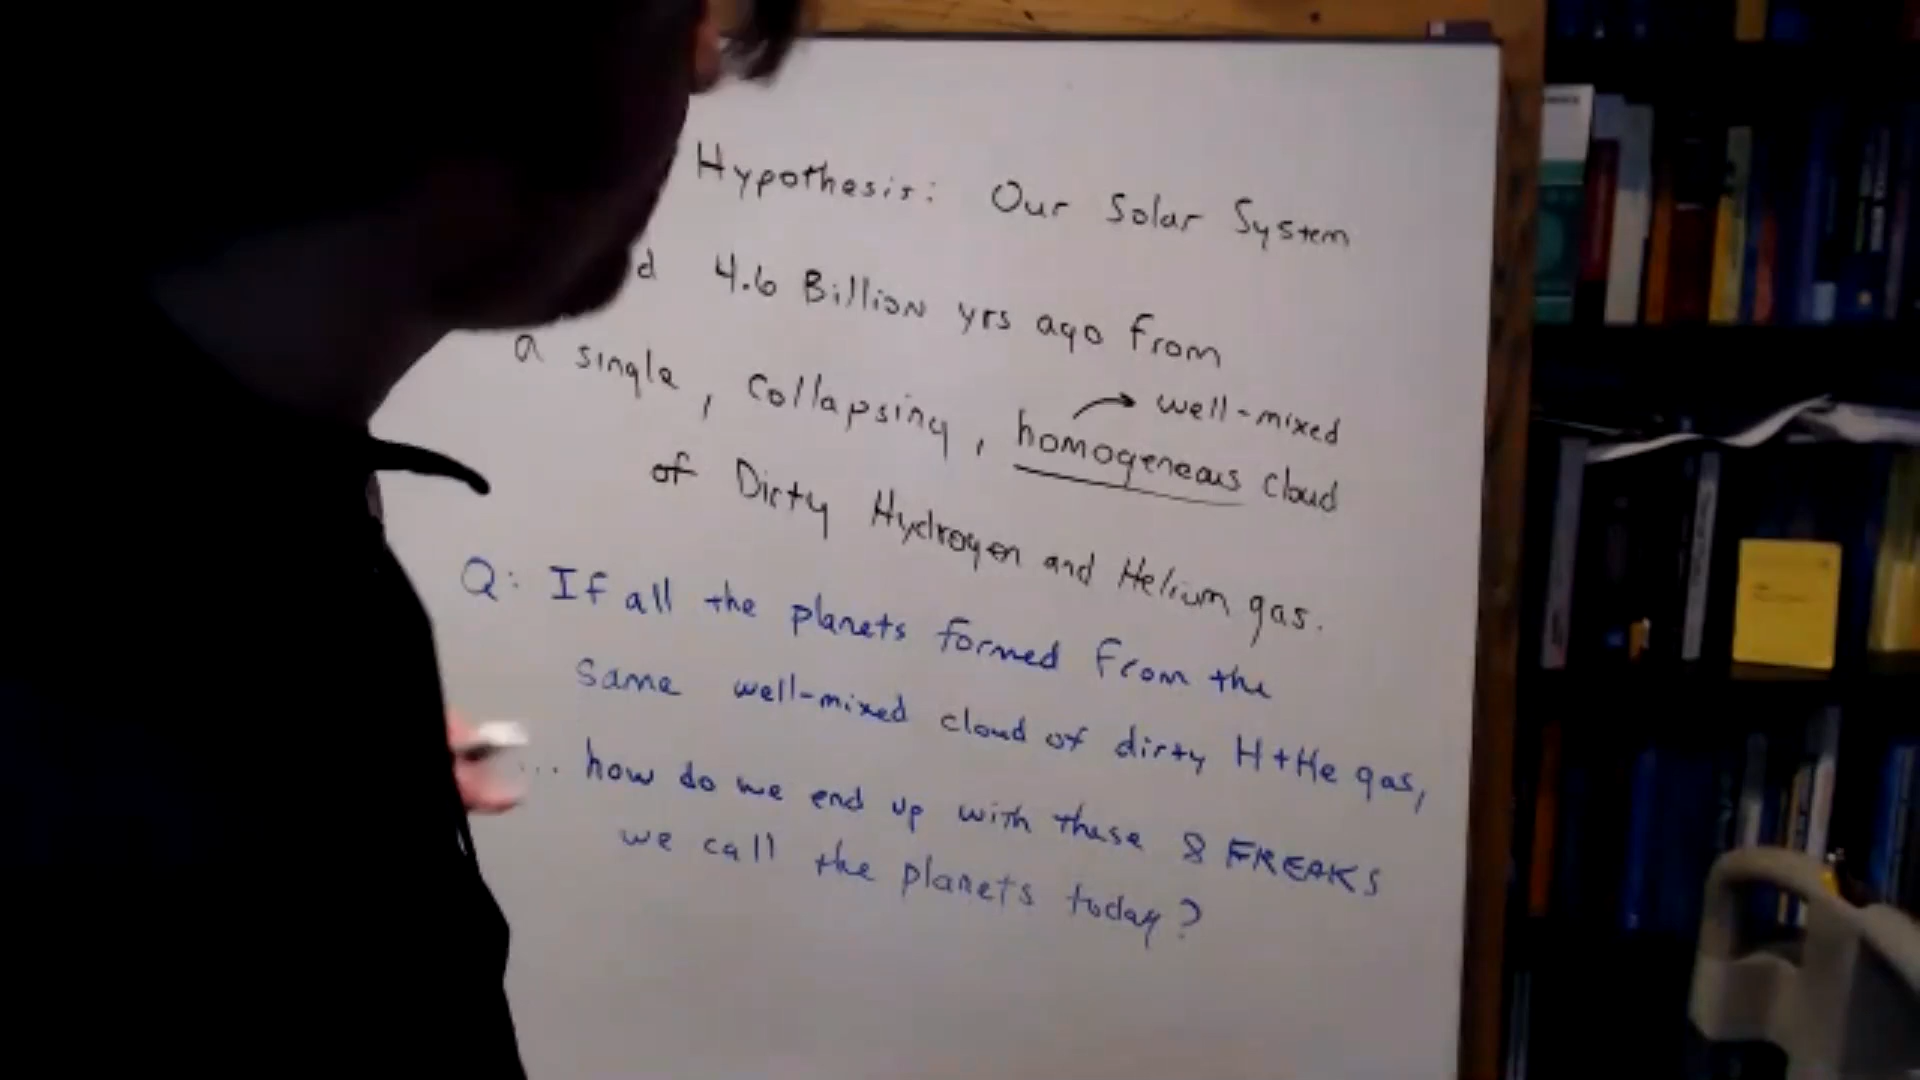 Hypothesis: Our Solar System
d 4.6 Billion yrs ago from
→ well-mixed
a single, collapsing, homogeneous cloud
of Dirty Hydrogen and Helium gas.
Q: If all the planets formed from the
same well-mixed cloud of dirty H+He gas,
... how do we end up with these 8 FREAKS
we call the planets today?